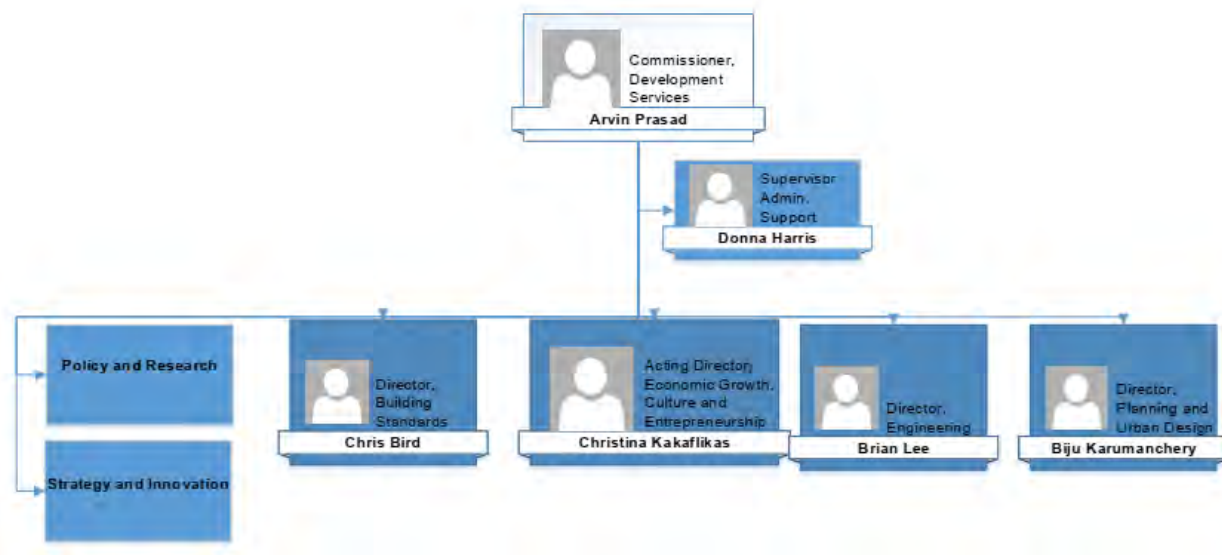 Commissioner,
Development
Services
Arvin Prasad
Supervisor
Admin.
Support
Donna Harris
Policy and Research
Strategy and Innovation
Director,
Building
Standards
Chris Bird
Acting Director,
Economic Growth,
Culture and
Entrepreneurship
Christina Kakaflikas
Director,
Engineering
Brian Lee
Director,
Planning and
Urban Design
Biju Karumanchery